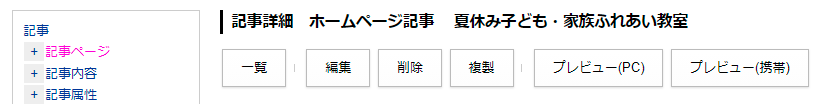 記事
+ 記事ページ
+ 記事内容
+ 記事属性
記事詳細　ホームページ記事　夏休み子ども・家族ふれあい教室
一覧 編集 削除 複製 プレビュー(PC) プレビュー(携帯)